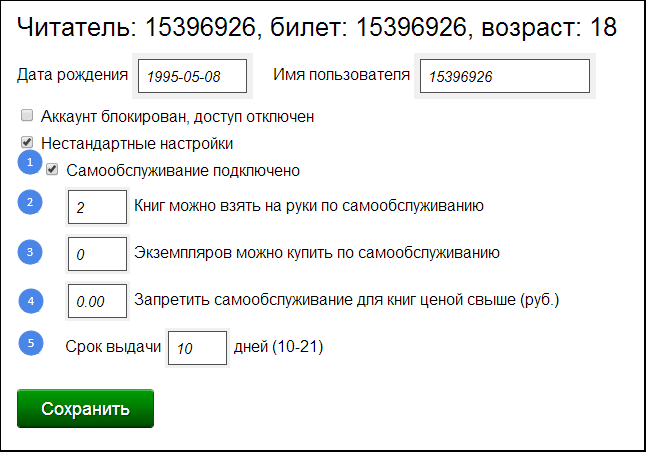 Читатель: 15396926, билет: 15396926, возраст: 18
Дата рождения 1995-05-08 Имя пользователя 15396926
Аккаунт блокирован, доступ отключен
Нестандартные настройки
1 Самообслуживание подключено
2 2 Книг можно взять на руки по самообслуживанию
3 0 Экземпляров можно купить по самообслуживанию
4 0.00 Запретить самообслуживание для книг ценой свыше (руб.)
5 Срок выдачи 10 дней (10-21)
Сохранить